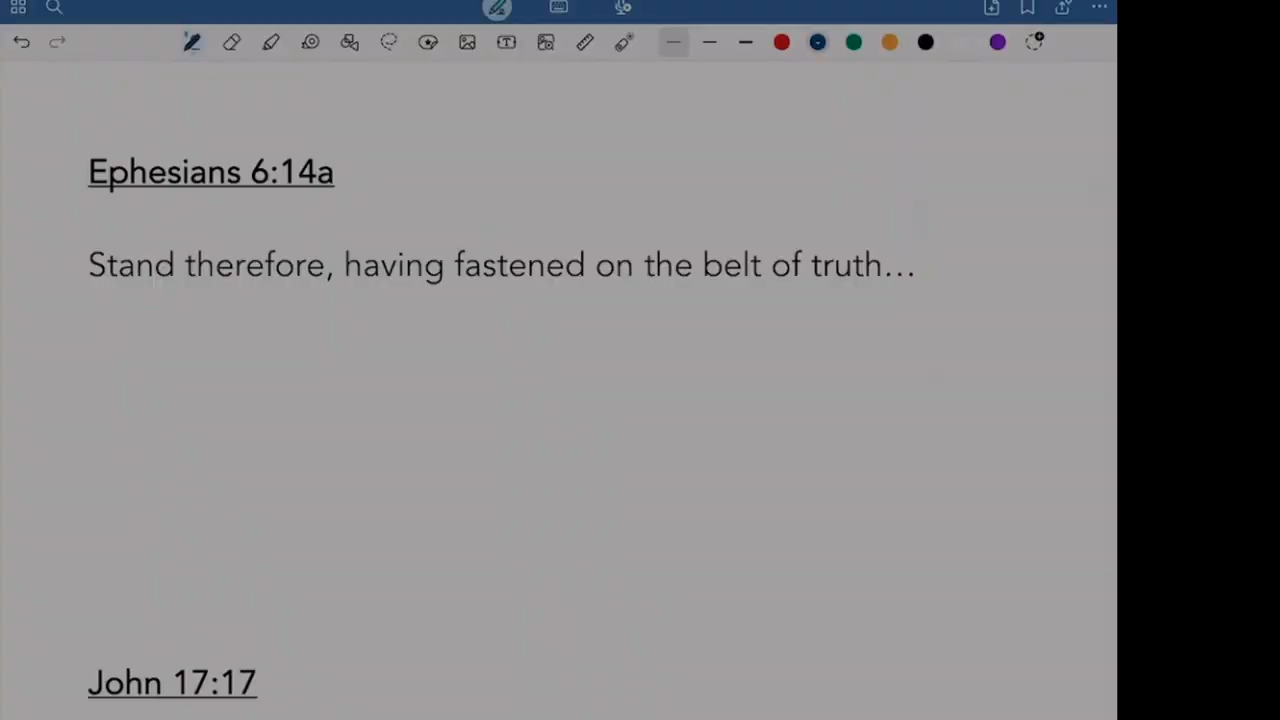 Ephesians 6:14a
Stand therefore, having fastened on the belt of truth…
John 17:17